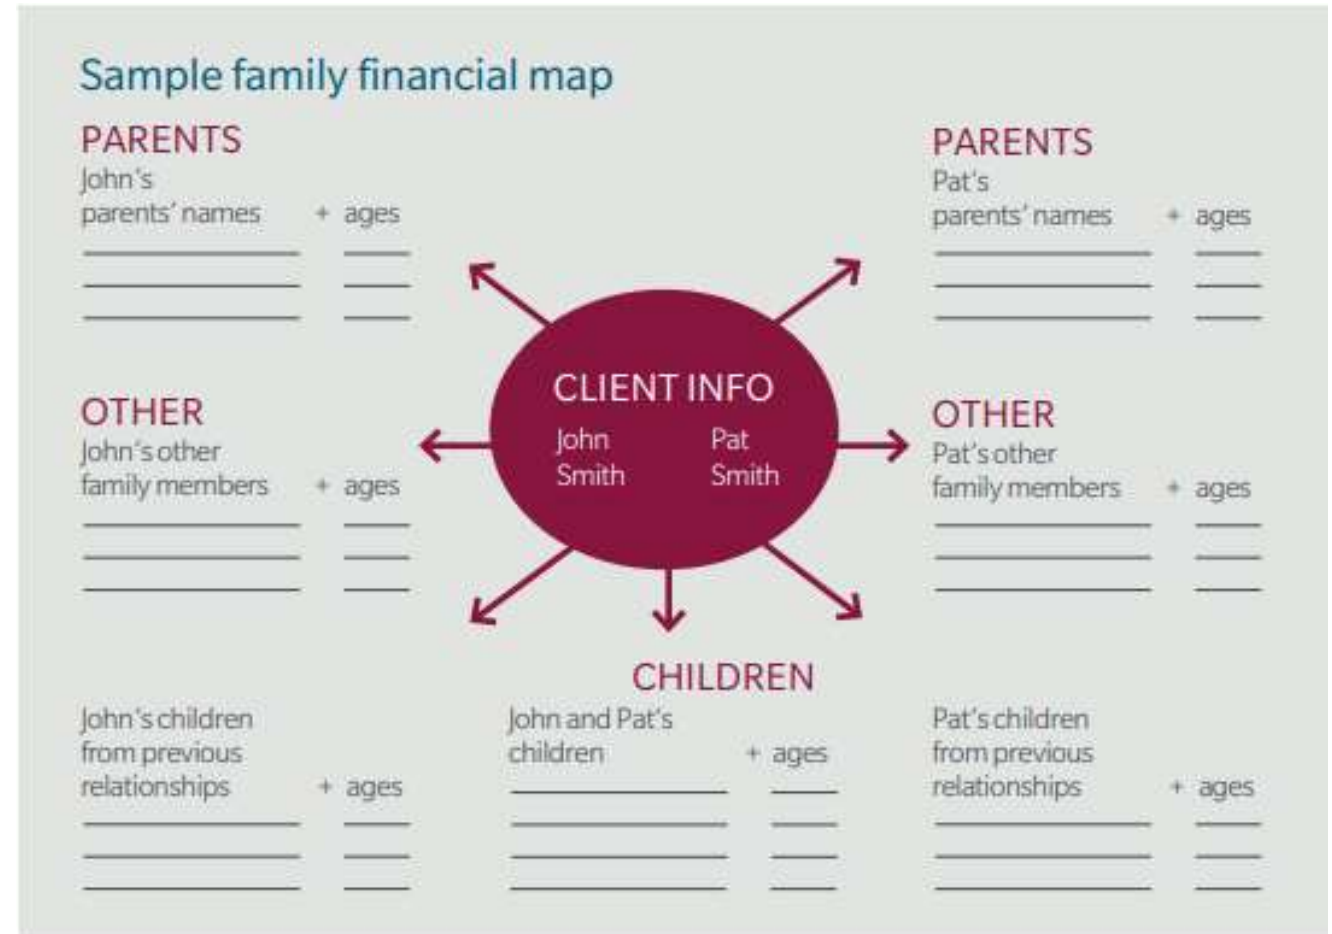 Sample family financial map
PARENTS
John's
parents' names + ages
PARENTS
Pat's
parents' names + ages
CLIENT INFO
John Pat
Smith Smith
OTHER
John's other
family members + ages
OTHER
Pat's other
family members + ages
CHILDREN
John's children
from previous
relationships + ages
John and Pat's
children + ages
Pat's children
from previous
relationships + ages